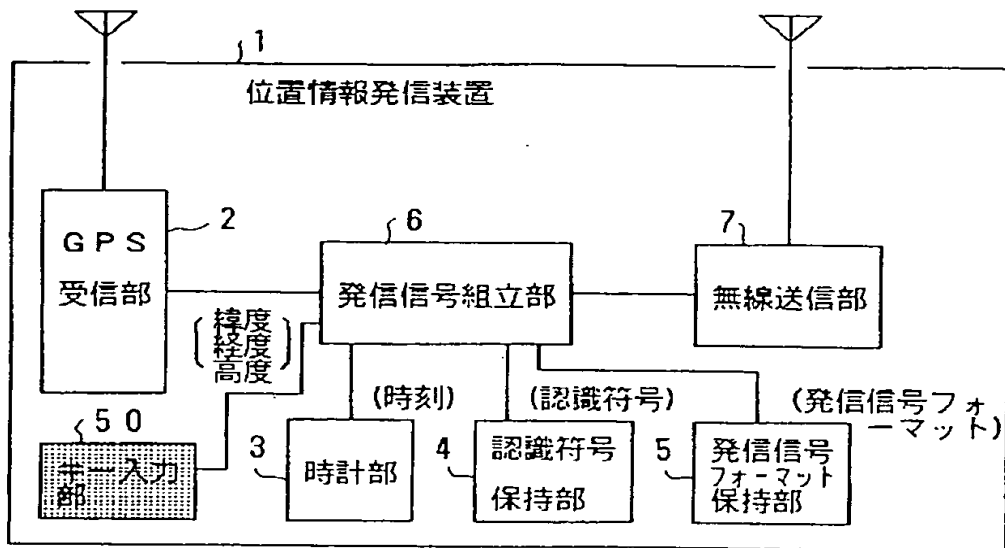 1
位置情報発信装置
GPS
受信部
2
6
発信信号組立部
7
無線送信部
緯度
経度
高度
(時刻)
(認識符号)
(発信信号フォ
ーマット)
50
キー入力
部
3
時計部
4
認識符号
保持部
5
発信信号
フォーマット
保持部